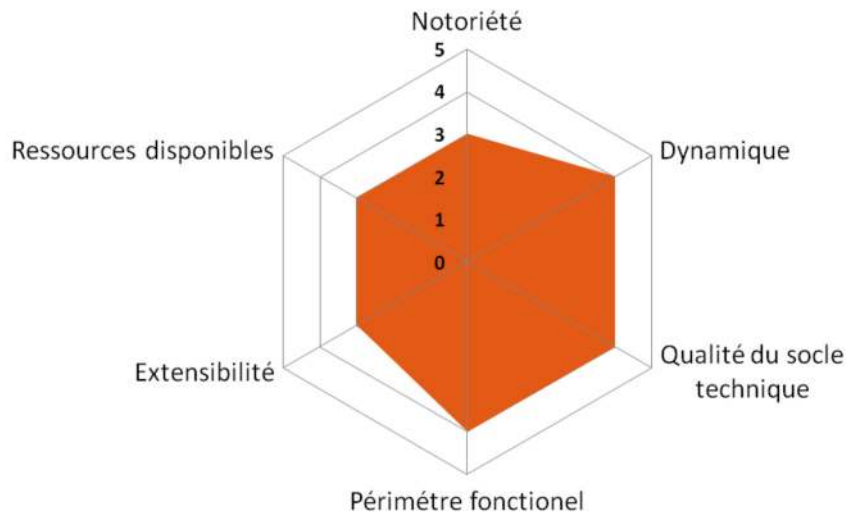 Notoriété
5
4
3
2
1
0
Ressources disponibles
Dynamique
Extensibilité
Qualité du socle
technique
Périmétre fonctionel